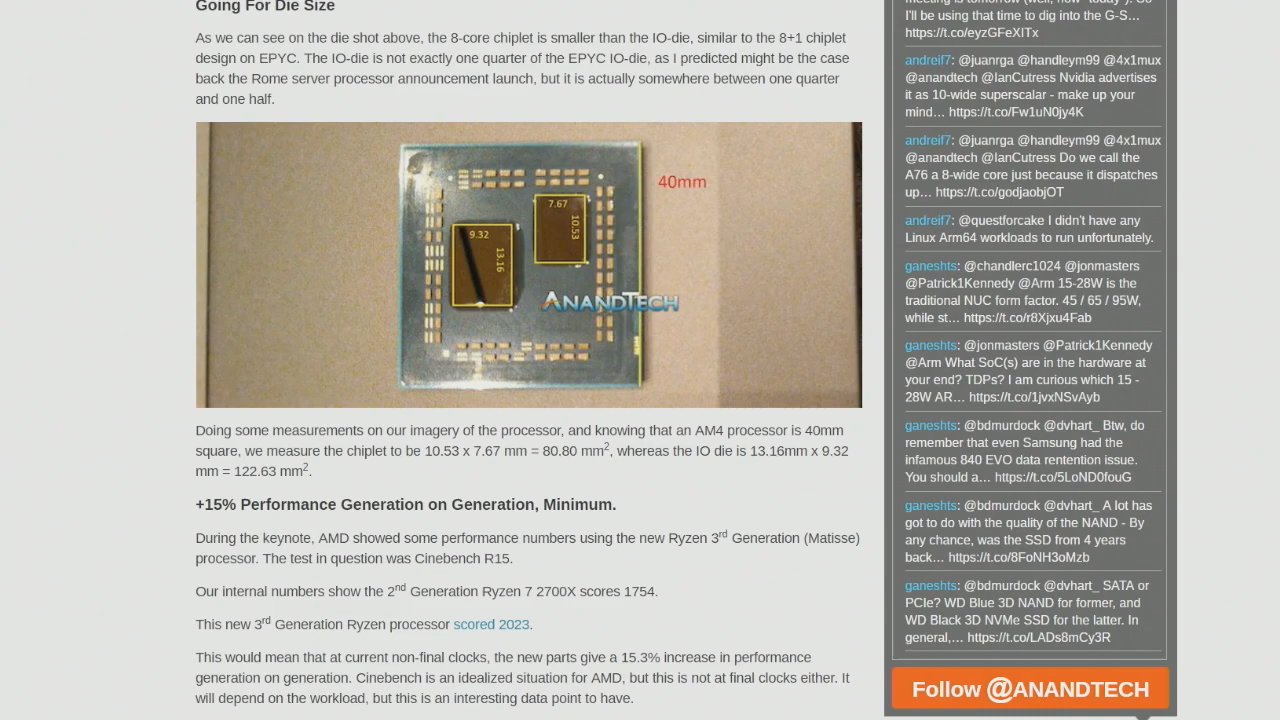 Going For Die Size
As we can see on the die shot above, the 8-core chiplet is smaller than the IO-die, similar to the 8+1 chiplet
design on EPYC. The IO-die is not exactly one quarter of the EPYC IO-die, as I predicted might be the case
back the Rome server processor announcement launch, but it is actually somewhere between one quarter
and one half.
40mm
7.67
10.53
9.32
13.16
ANANDTECH
Doing some measurements on our imagery of the processor, and knowing that an AM4 processor is 40mm
square, we measure the chiplet to be 10.53 x 7.67 mm = 80.80 mm2, whereas the IO die is 13.16mm x 9.32
mm = 122.63 mm2.
+15% Performance Generation on Generation, Minimum.
During the keynote, AMD showed some performance numbers using the new Ryzen 3rd Generation (Matisse)
processor. The test in question was Cinebench R15.
Our internal numbers show the 2nd Generation Ryzen 7 2700X scores 1754.
This new 3rd Generation Ryzen processor scored 2023.
This would mean that at current non-final clocks, the new parts give a 15.3% increase in performance
generation on generation. Cinebench is an idealized situation for AMD, but this is not at final clocks either. It
will depend on the workload, but this is an interesting data point to have.
I'll be using that time to dig into the G-S…
https://t.co/eyzGFeXITx
andreif7: @juanrga @handleym99 @4x1mux
@anandtech @IanCutress Nvidia advertises
it as 10-wide superscalar - make up your
mind… https://t.co/Fw1uN0jy4K
andreif7: @juanrga @handleym99 @4x1mux
@anandtech @IanCutress Do we call the
A76 a 8-wide core just because it dispatches
up… https://t.co/godjaobjOT
andreif7: @questforcake I didn't have any
Linux Arm64 workloads to run unfortunately.
ganeshts: @chandlerc1024 @jonmasters
@Patrick1Kennedy @Arm 15-28W is the
traditional NUC form factor. 45 / 65 / 95W,
while st… https://t.co/r8Xjxu4Fab
ganeshts: @jonmasters @Patrick1Kennedy
@Arm What SoC(s) are in the hardware at
your end? TDPs? I am curious which 15 -
28W AR… https://t.co/1jvxNSvAyb
ganeshts: @bdmurdock @dvhart_ Btw, do
remember that even Samsung had the
infamous 840 EVO data rentention issue.
You should a… https://t.co/5LoND0fouG
ganeshts: @bdmurdock @dvhart_ A lot has
got to do with the quality of the NAND - By
any chance, was the SSD from 4 years
back… https://t.co/8FoNH3oMzb
ganeshts: @bdmurdock @dvhart_ SATA or
PCIe? WD Blue 3D NAND for former, and
WD Black 3D NVMe SSD for the latter. In
general,… https://t.co/LADs8mCy3R
Follow @ANANDTECH